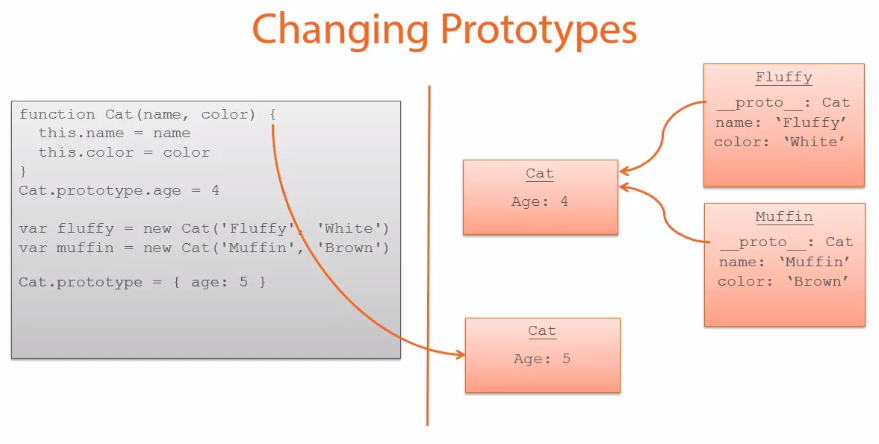 Changing Prototypes
function Cat(name, color) {
  this.name = name
  this.color = color
}
Cat.prototype.age = 4
var fluffy = new Cat('Fluffy', 'White')
var muffin = new Cat('Muffin', 'Brown')
Cat.prototype = { age: 5 }
Cat
Age: 4
Cat
Age: 5
Fluffy
__proto__: Cat
name: ‘Fluffy’
color: ‘White’
Muffin
__proto__: Cat
name: ‘Muffin’
color: ‘Brown’